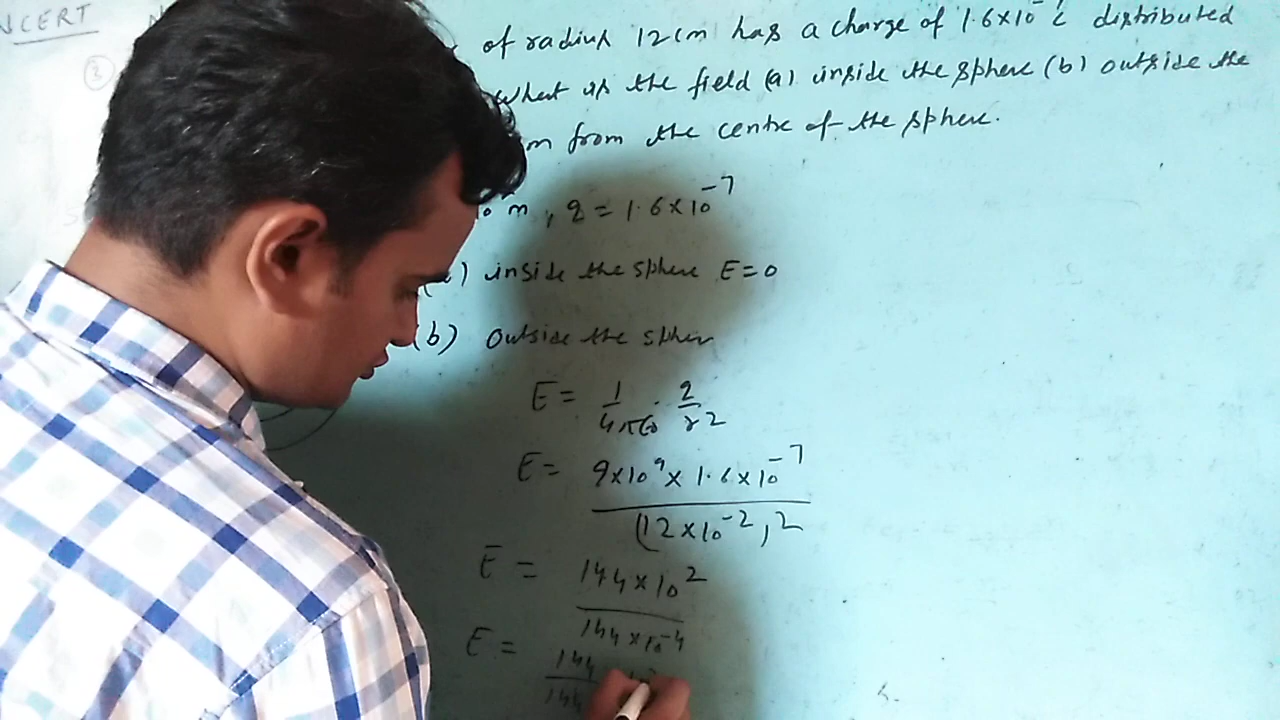 NCERT
3
of radius 12cm has a charge of 1.6×10⁻⁷C distributed
what is the field (a) inside the sphere (b) outside the
m from the centre of the sphere.
m, q = 1.6×10⁻⁷
(a) inside the sphere E=0
(b) outside the spher
E = 1/4πε₀ · q/r²
E = 9×10⁹ × 1.6×10⁻⁷ / (12×10⁻²)²
E = 144×10² / 144×10⁻⁴
E = 144 / 144